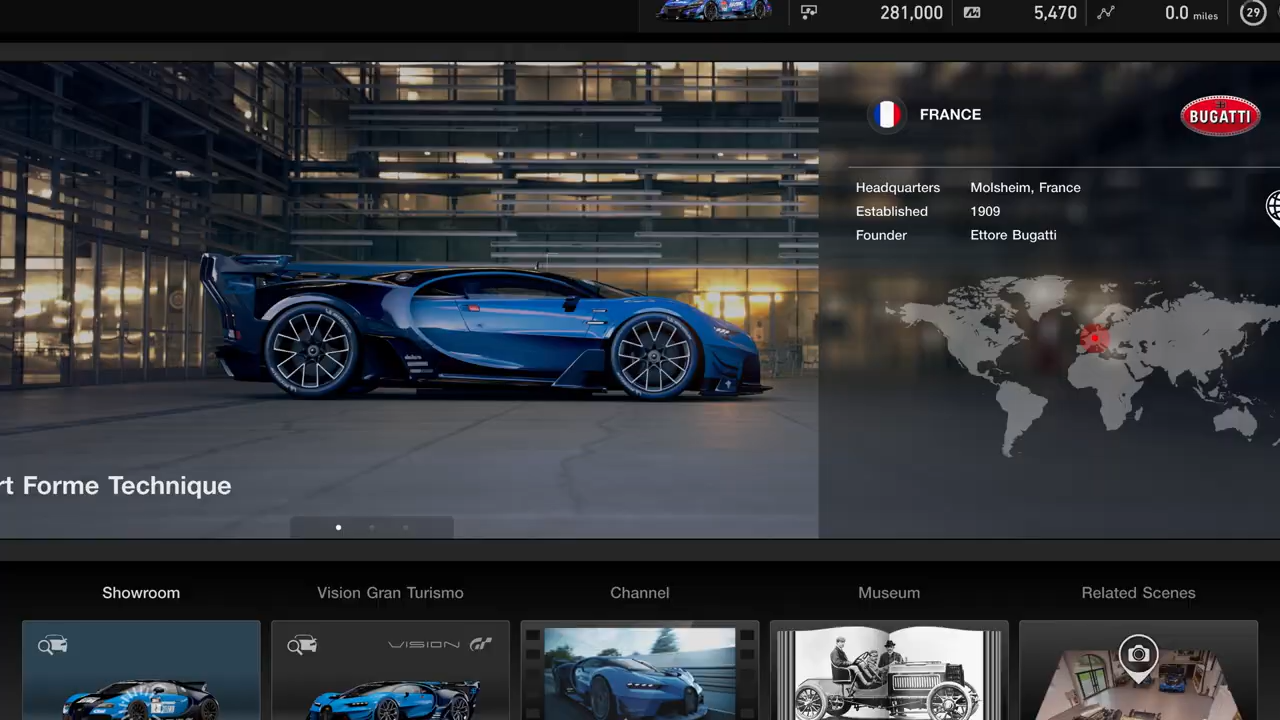 281,000
5,470
0.0 miles
29
FRANCE
BUGATTI
Headquarters Molsheim, France
Established 1909
Founder Ettore Bugatti
rt Forme Technique
Showroom
Vision Gran Turismo
Channel
Museum
Related Scenes
VISION GT